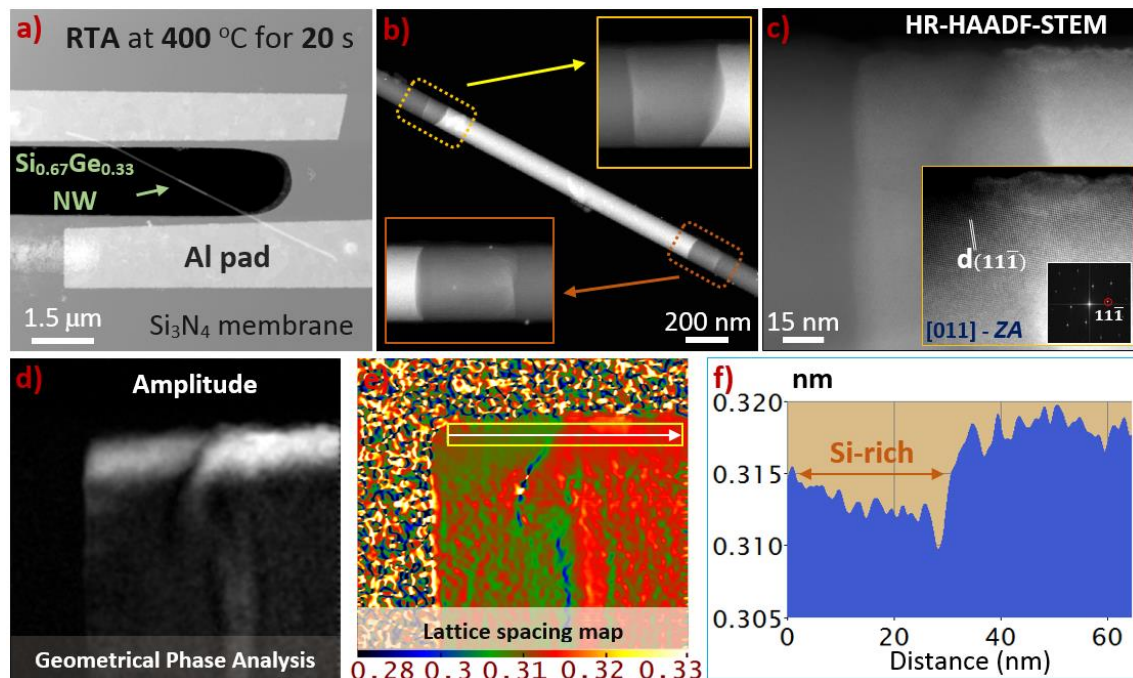 a)
RTA at 400 °C for 20 s
Si0.67Ge0.33
NW
Al pad
1.5 μm
Si3N4 membrane
b)
200 nm
c)
HR-HAADF-STEM
d(111̅)
111̅
[011] - ZA
15 nm
d)
Amplitude
Geometrical Phase Analysis
e)
Lattice spacing map
0.28 0.3 0.31 0.32 0.33
f)
nm
0.320
Si-rich
0.315
0.310
0.305
0 20 40 60
Distance (nm)